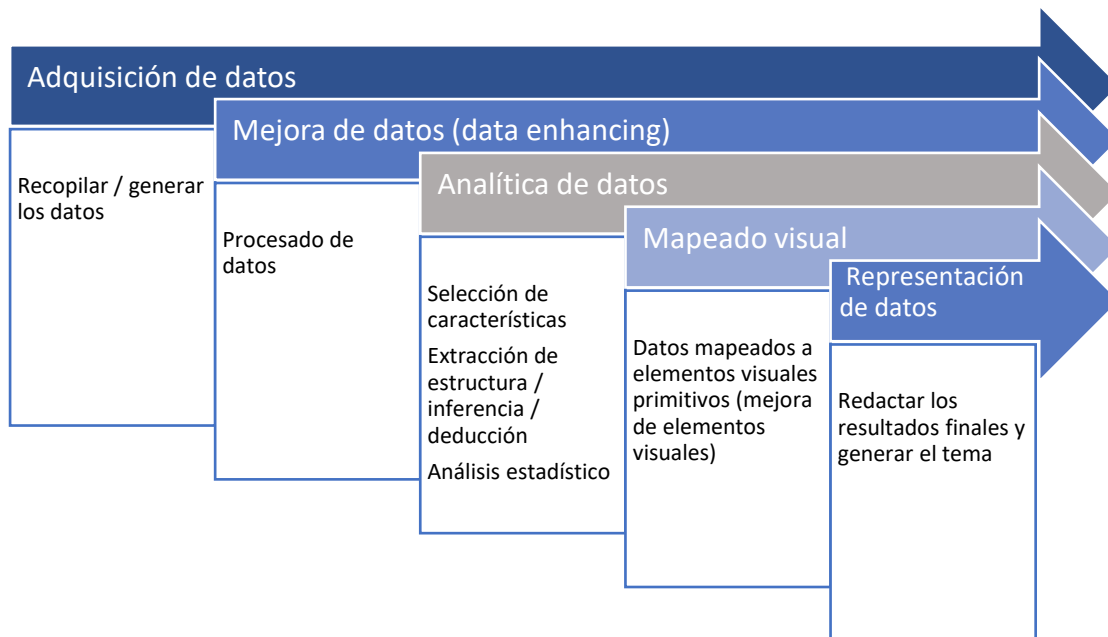 Adquisición de datos
Recopilar / generar
los datos
Mejora de datos (data enhancing)
Procesado de
datos
Analítica de datos
Selección de
características
Extracción de
estructura /
inferencia /
deducción
Análisis estadístico
Mapeado visual
Datos mapeados a
elementos visuales
primitivos (mejora
de elementos
visuales)
Representación
de datos
Redactar los
resultados finales y
generar el tema